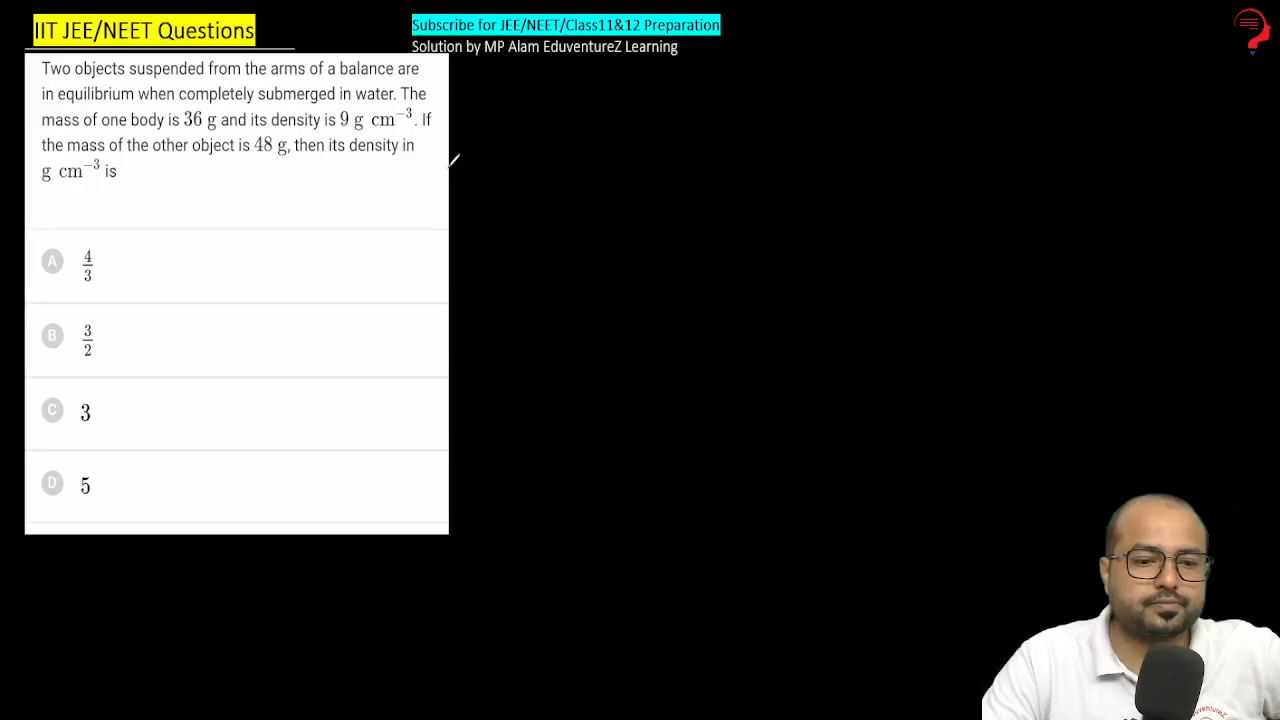 IIT JEE/NEET Questions
Subscribe for JEE/NEET/Class11&12 Preparation
Solution by MP Alam EduventureZ Learning
Two objects suspended from the arms of a balance are
in equilibrium when completely submerged in water. The
mass of one body is 36 g and its density is 9 g cm⁻³. If
the mass of the other object is 48 g, then its density in
g cm⁻³ is
A 4/3
B 3/2
C 3
D 5